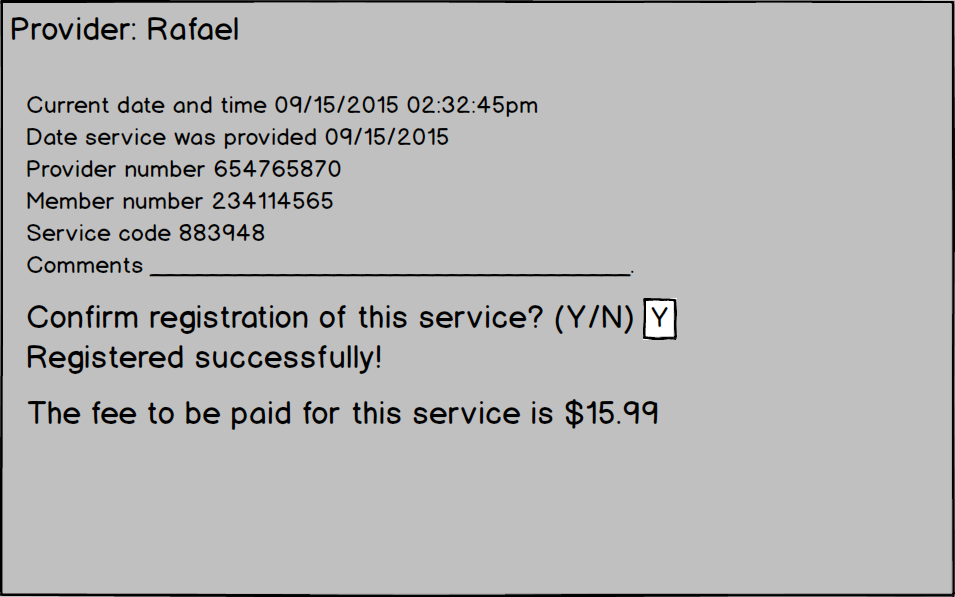 Provider: Rafael
Current date and time 09/15/2015 02:32:45pm
Date service was provided 09/15/2015
Provider number 654765870
Member number 234114565
Service code 883948
Comments ________________________________________.
Confirm registration of this service? (Y/N) Y
Registered successfully!
The fee to be paid for this service is $15.99